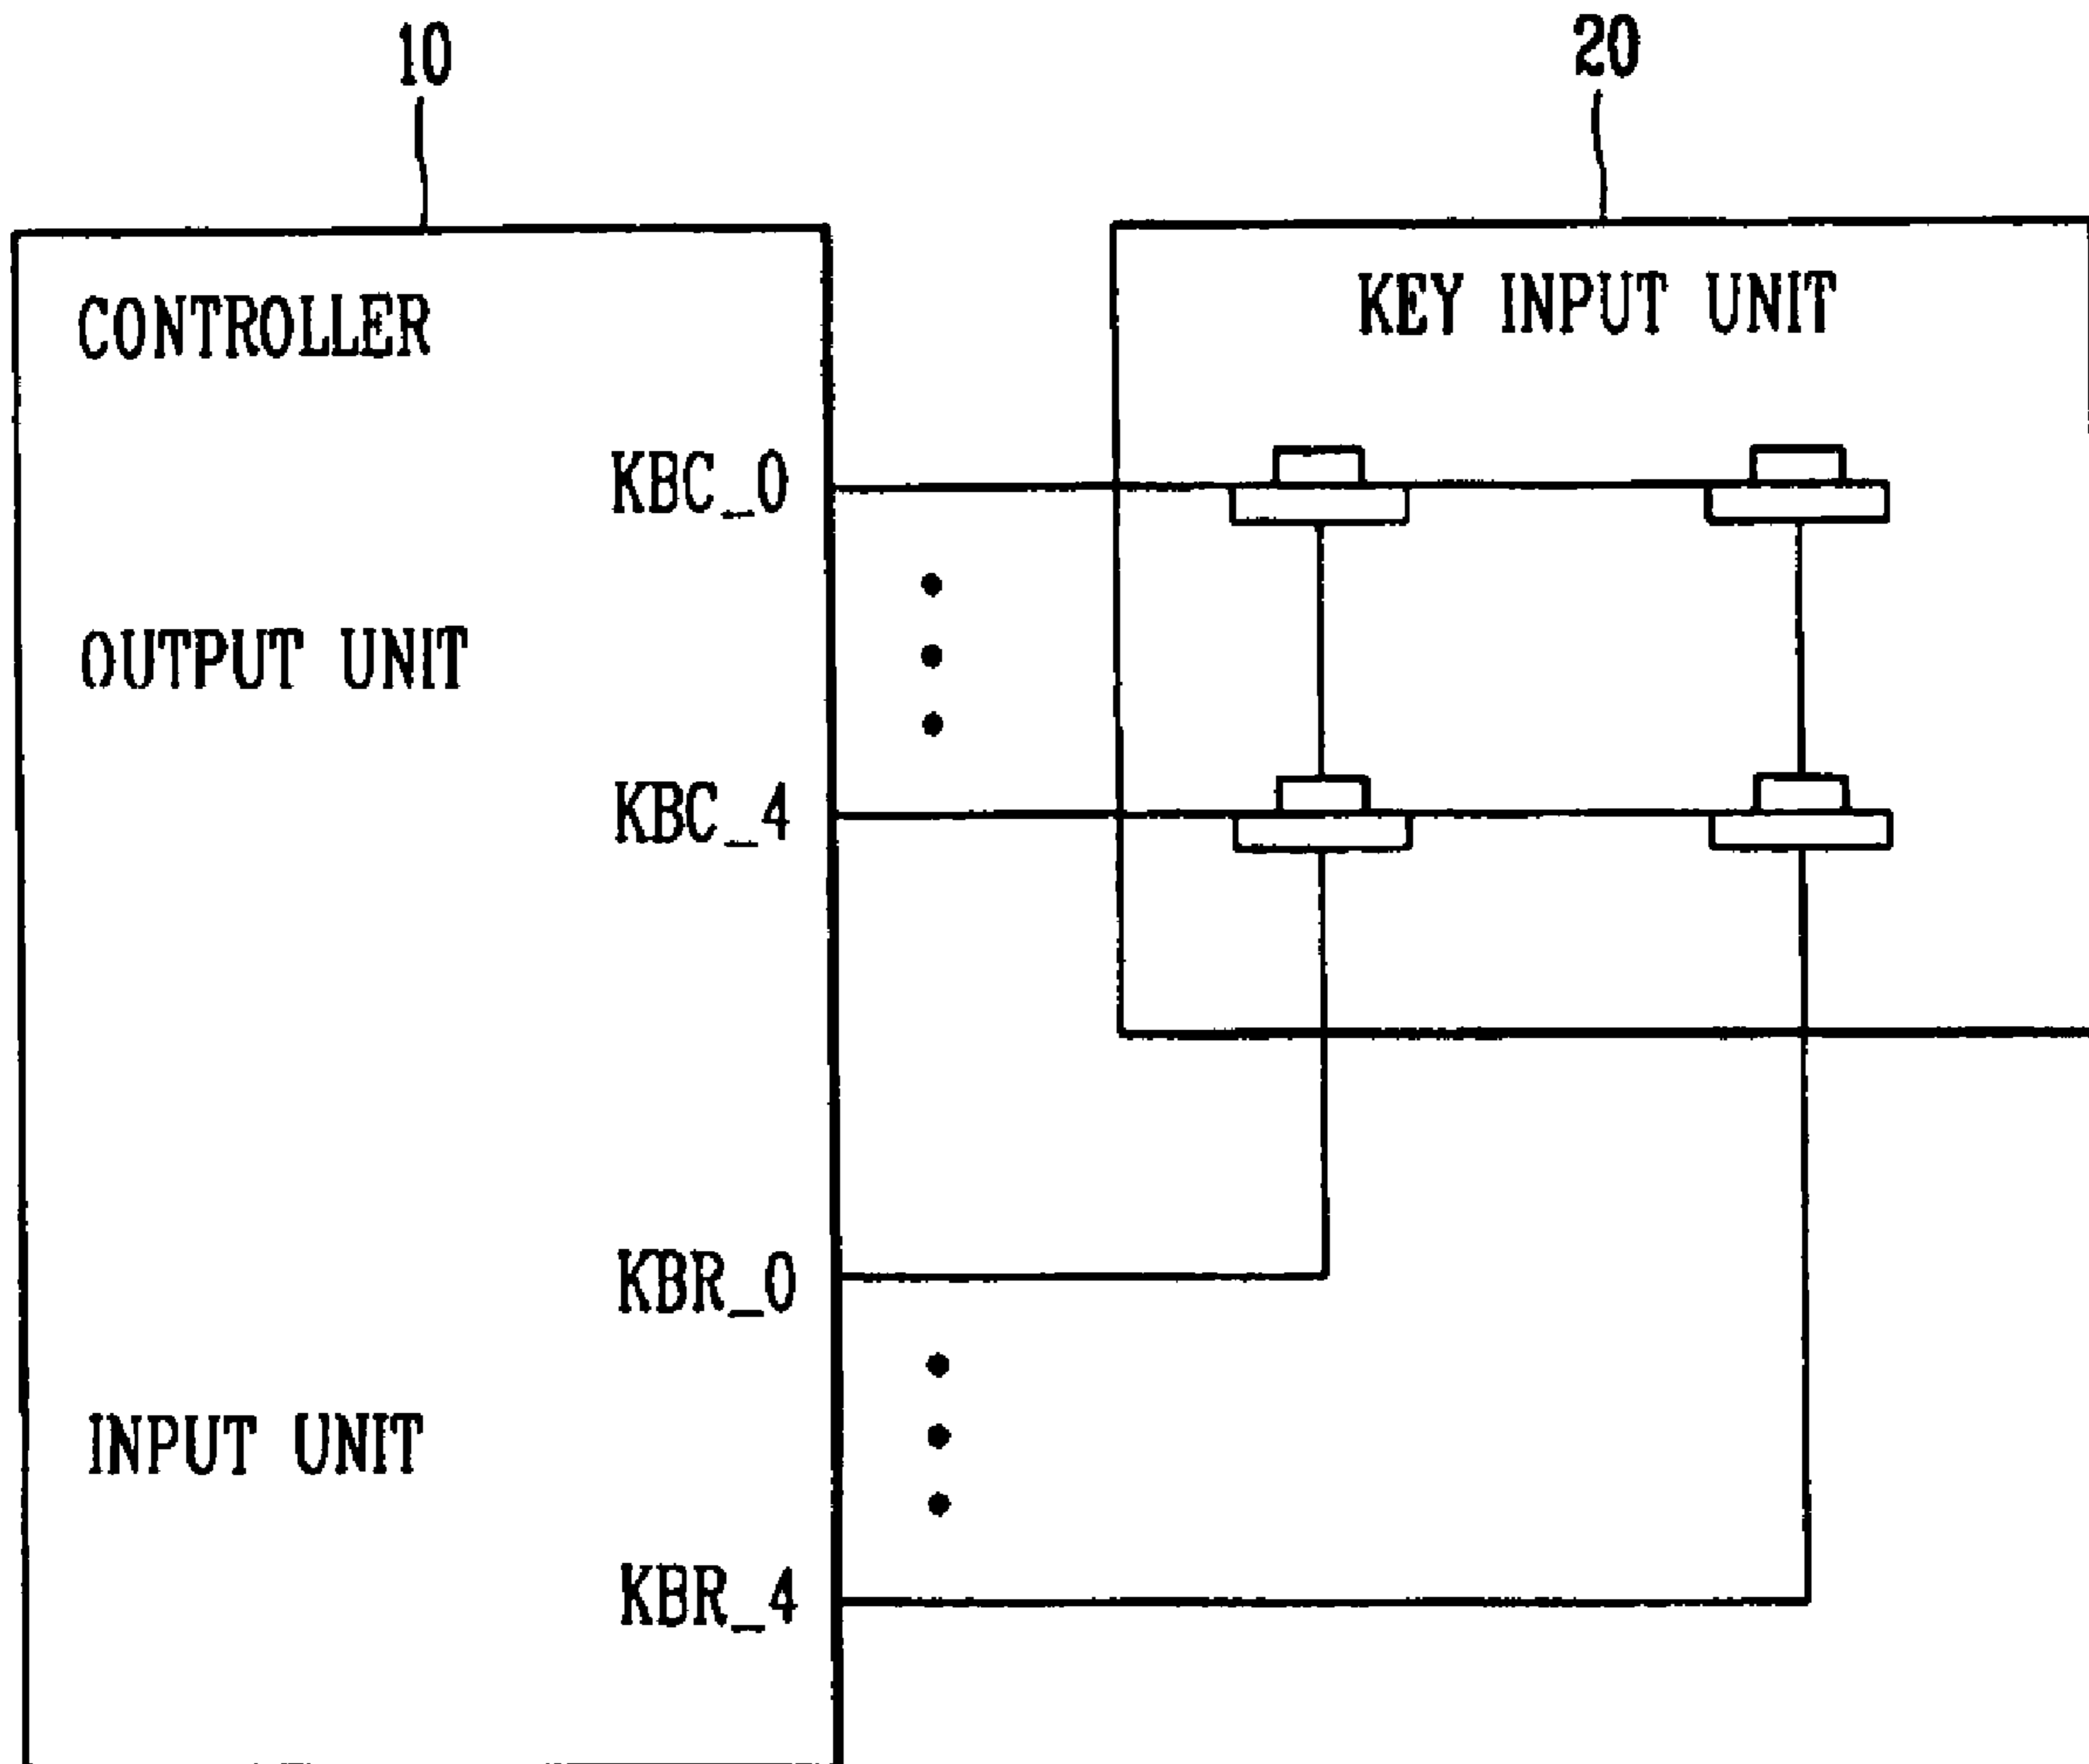 10
20
CONTROLLER
KEY INPUT UNIT
KBC_0
OUTPUT UNIT
KBC_4
KBR_0
INPUT UNIT
KBR_4